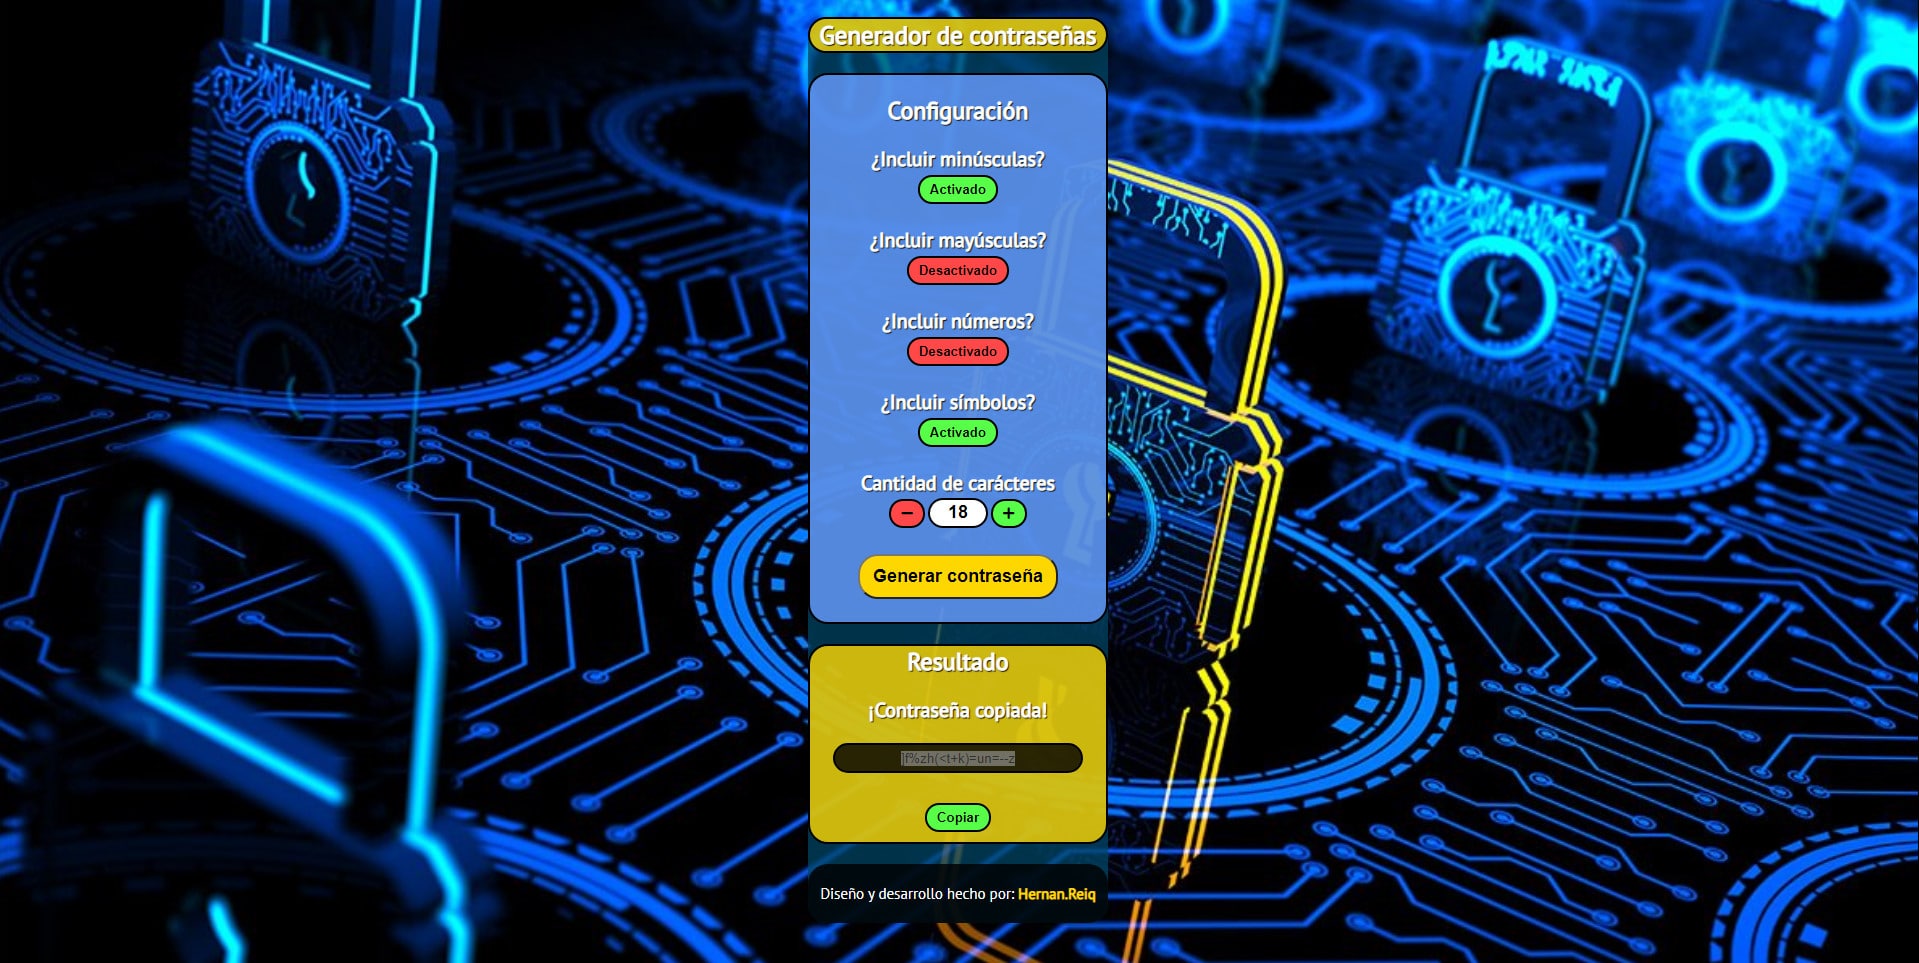 Generador de contraseñas
Configuración
¿Incluir minúsculas?
Activado
¿Incluir mayúsculas?
Desactivado
¿Incluir números?
Desactivado
¿Incluir símbolos?
Activado
Cantidad de carácteres
− 18 +
Generar contraseña
Resultado
¡Contraseña copiada!
]f%zh(<t+k)=un=--z
Copiar
Diseño y desarrollo hecho por: Hernan.Reiq